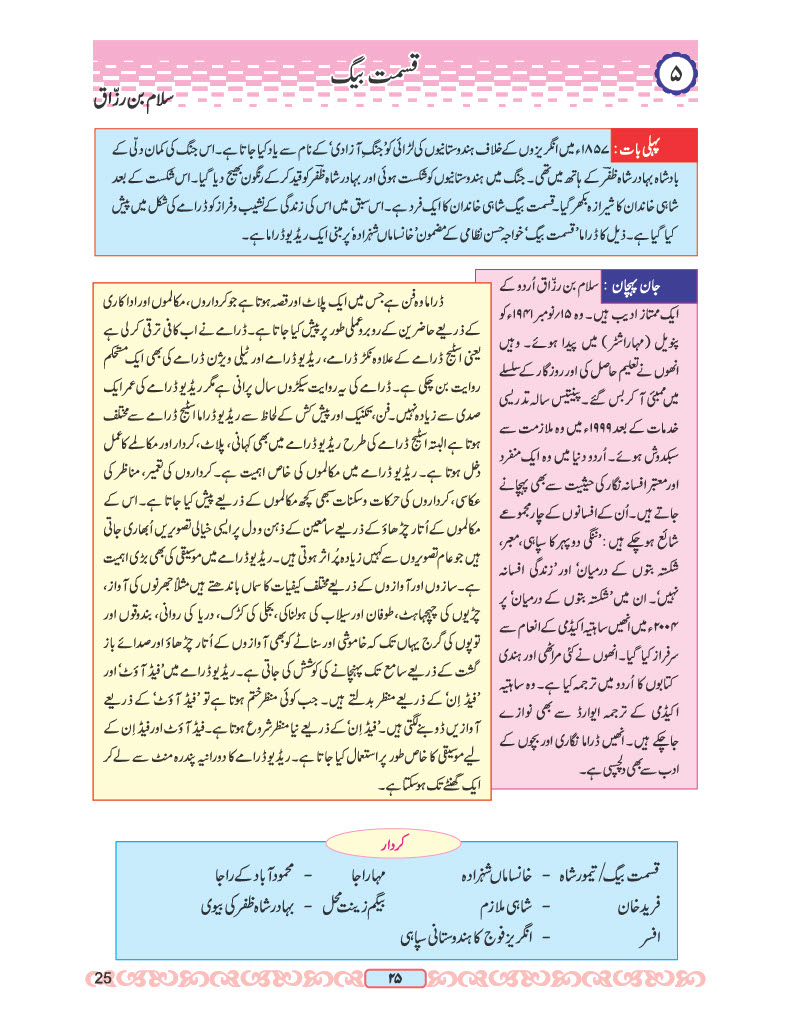 ۵
قسمت بیگ
سلام بن رزّاق
پہلی بات : ۱۸۵۷ء میں انگریزوں کے خلاف ہندوستانیوں کی لڑائی کو ’جنگِ آزادی‘ کے نام سے یاد کیا جاتا ہے۔ اس جنگ کی کمان دلّی کے
بادشاہ بہادر شاہ ظفرؔ کے ہاتھ میں تھی۔ جنگ میں ہندوستانیوں کو شکست ہوئی اور بہادر شاہ ظفرؔ کو قید کر کے رنگون بھیج دیا گیا۔ اس شکست کے بعد
شاہی خاندان کا شیرازہ بکھر گیا۔ قسمت بیگ شاہی خاندان کا ایک فرد ہے۔ اس سبق میں اس کی زندگی کے نشیب و فراز کو ڈرامے کی شکل میں پیش
کیا گیا ہے۔ ذیل کا ڈراما ’قسمت بیگ‘ خواجہ حسن نظامی کے مضمون ’خانساماں شہزادہ‘ پر مبنی ایک ریڈیو ڈراما ہے۔
جان پہچان : سلام بن رزّاق اُردو کے
ایک ممتاز ادیب ہیں۔ وہ ۱۵؍نومبر ۱۹۴۱ء کو
پنویل (مہاراشٹر) میں پیدا ہوئے۔ وہیں
انھوں نے تعلیم حاصل کی اور روزگار کے سلسلے
میں ممبئی آ کر بس گئے۔ پینتیس سالہ تدریسی
خدمات کے بعد ۱۹۹۹ء میں وہ ملازمت سے
سبکدوش ہوئے۔ اُردو دنیا میں وہ ایک منفرد
اور معتبر افسانہ نگار کی حیثیت سے بھی پہچانے
جاتے ہیں۔ اُن کے افسانوں کے چار مجموعے
شائع ہو چکے ہیں : ’ننگی دوپہر کا سپاہی، معبر،
شکستہ بتوں کے درمیان‘ اور ’زندگی افسانہ
نہیں‘۔ ان میں ’شکستہ بتوں کے درمیان‘ پر
۲۰۰۴ء میں انھیں ساہتیہ اکیڈمی کے انعام سے
سرفراز کیا گیا۔ انھوں نے کئی مراٹھی اور ہندی
کتابوں کا اُردو میں ترجمہ کیا ہے۔ وہ ساہتیہ
اکیڈمی کے ترجمہ ایوارڈ سے بھی نوازے
جا چکے ہیں۔ انھیں ڈراما نگاری اور بچوں کے
ادب سے بھی دلچسپی ہے۔
ڈراما وہ فن ہے جس میں ایک پلاٹ اور قصہ ہوتا ہے جو کرداروں، مکالموں اور اداکاری
کے ذریعے حاضرین کے روبرو عملی طور پر پیش کیا جاتا ہے۔ ڈرامے نے اب کافی ترقی کر لی ہے
یعنی اسٹیج ڈرامے کے علاوہ نکڑ ڈرامے، ریڈیو ڈرامے اور ٹیلی ویژن ڈرامے کی بھی ایک مستحکم
روایت بن چکی ہے۔ ڈرامے کی یہ روایت سیکڑوں سال پرانی ہے مگر ریڈیو ڈرامے کی عمر ایک
صدی سے زیادہ نہیں۔ فن، تکنیک اور پیش کش کے لحاظ سے ریڈیو ڈراما اسٹیج ڈرامے سے مختلف
ہوتا ہے البتہ اسٹیج ڈرامے کی طرح ریڈیو ڈرامے میں بھی کہانی، پلاٹ، کردار اور مکالمے کا عمل
دخل ہوتا ہے۔ ریڈیو ڈرامے میں مکالموں کی خاص اہمیت ہے۔ کرداروں کی تعمیر، مناظر کی
عکاسی، کرداروں کی حرکات و سکنات سبھی کچھ مکالموں کے ذریعے پیش کیا جاتا ہے۔ اس کے
مکالموں کے اُتار چڑھاؤ کے ذریعے سامعین کے ذہن و دل پر ایسی خیالی تصویریں اُبھاری جاتی
ہیں جو عام تصویروں سے کہیں زیادہ پُر اثر ہوتی ہیں۔ ریڈیو ڈرامے میں موسیقی کی بھی بڑی اہمیت
ہے۔ سازوں اور آوازوں کے ذریعے مختلف کیفیات کا سماں باندھتے ہیں مثلاً جھرنوں کی آواز،
چڑیوں کی چہچہاہٹ، طوفان اور سیلاب کی ہولناکی، بجلی کی کڑک، دریا کی روانی، بندوقوں اور
توپوں کی گرج یہاں تک کہ خاموشی اور سناٹے کو بھی آوازوں کے اُتار چڑھاؤ اور صدائے باز
گشت کے ذریعے سامع تک پہنچانے کی کوشش کی جاتی ہے۔ ریڈیو ڈرامے میں ’فیڈ آؤٹ‘ اور
’فیڈ اِن‘ کے ذریعے منظر بدلتے ہیں۔ جب کوئی منظر ختم ہوتا ہے تو ’فیڈ آؤٹ‘ کے ذریعے
آوازیں ڈوبنے لگتی ہیں۔ ’فیڈ اِن‘ کے ذریعے نیا منظر شروع ہوتا ہے۔ فیڈ آؤٹ اور فیڈ اِن کے
لیے موسیقی کا خاص طور پر استعمال کیا جاتا ہے۔ ریڈیو ڈرامے کا دورانیہ پندرہ منٹ سے لے کر
ایک گھنٹے تک ہو سکتا ہے۔
کردار
قسمت بیگ/تیمور شاہ - خانساماں شہزادہ مہاراجا - محمود آباد کے راجا
فرید خان - شاہی ملازم بیگم زینت محل - بہادر شاہ ظفر کی بیوی
افسر - انگریز فوج کا ہندوستانی سپاہی
۲۵
25